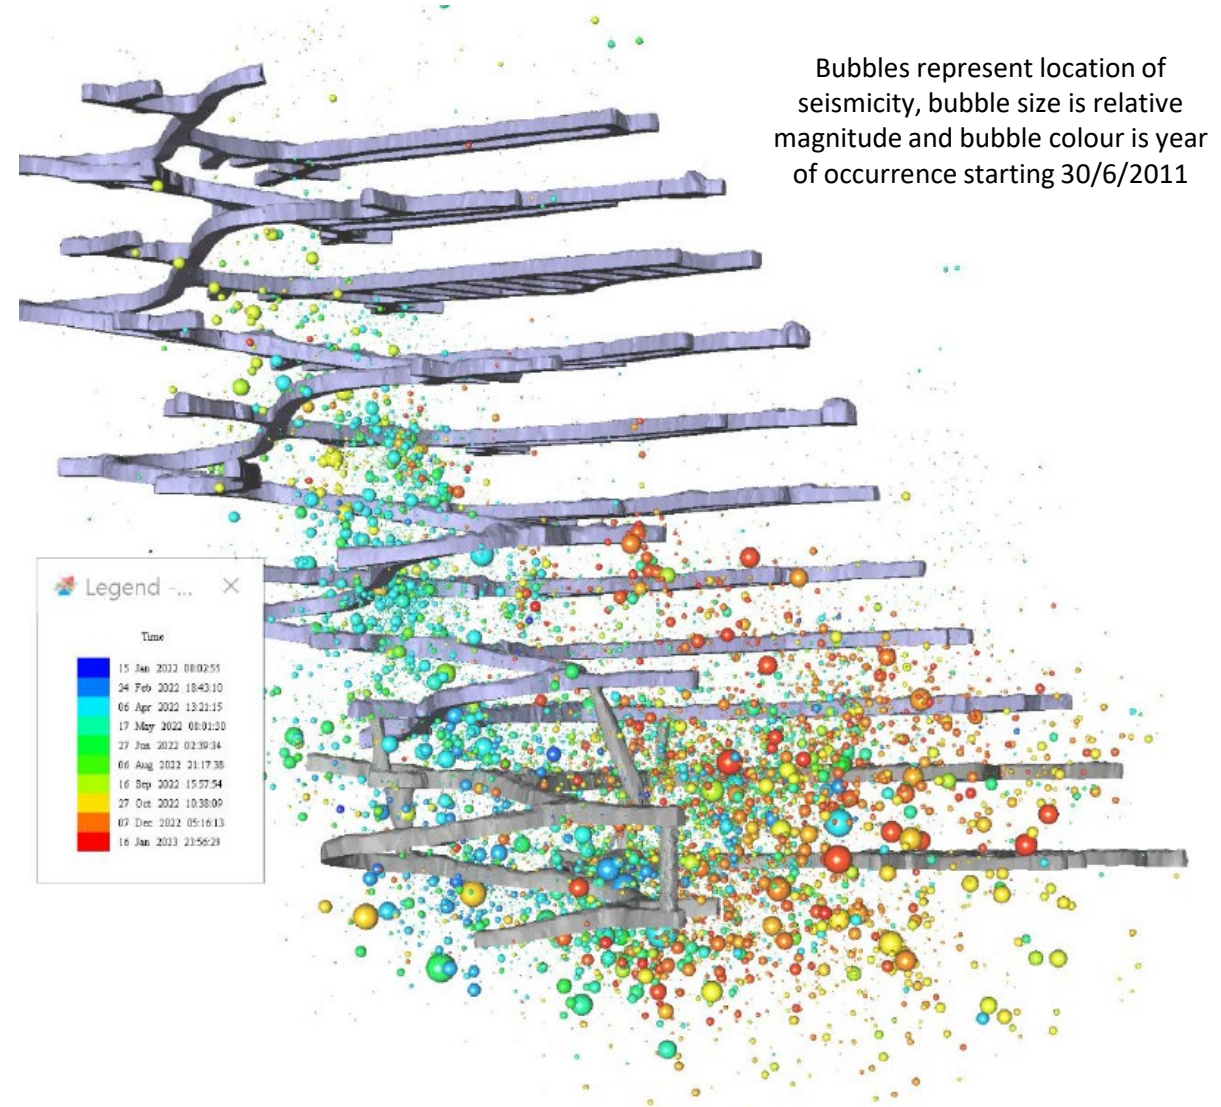 Bubbles represent location of
seismicity, bubble size is relative
magnitude and bubble colour is year
of occurrence starting 30/6/2011
Legend -...
Time
15 Jan 2022 08:02:55
24 Feb 2022 18:43:10
06 Apr 2022 13:21:15
17 May 2022 08:01:30
27 Jun 2022 02:39:34
06 Aug 2022 21:17:38
16 Sep 2022 15:57:54
27 Oct 2022 10:38:09
07 Dec 2022 05:16:13
16 Jan 2023 23:56:29